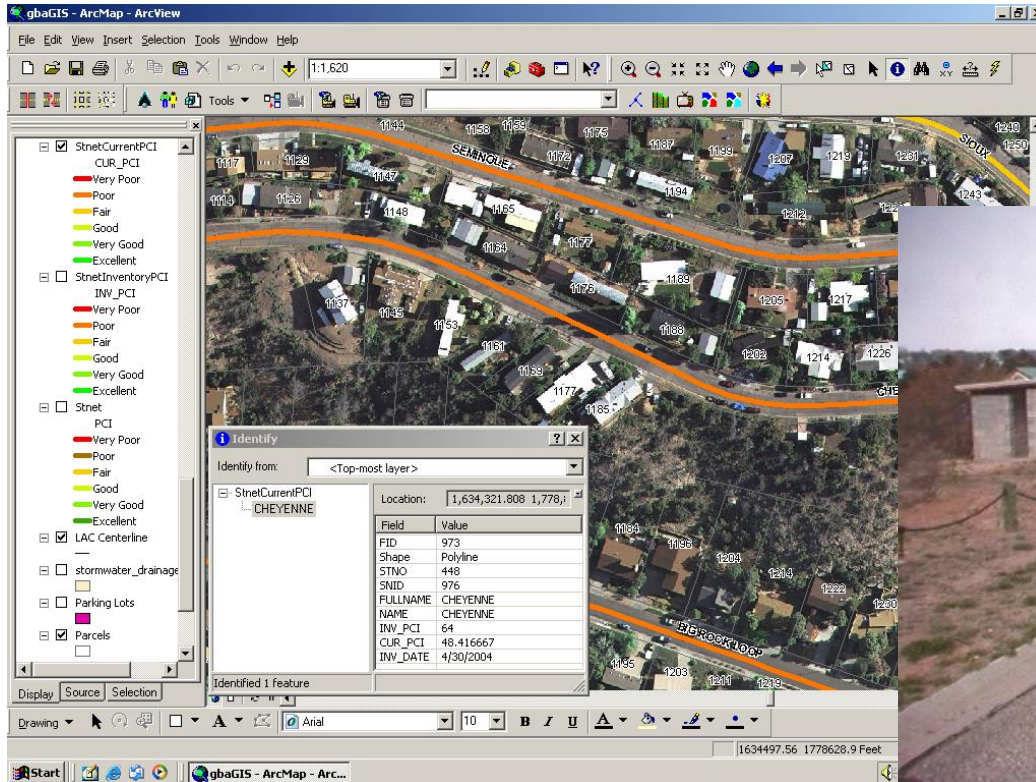 gbaGIS - ArcMap - ArcView
File Edit View Insert Selection Tools Window Help
1:1,620
Tools
StnetCurrentPCI
CUR_PCI
Very Poor
Poor
Fair
Good
Very Good
Excellent
StnetInventoryPCI
INV_PCI
Very Poor
Poor
Fair
Good
Very Good
Excellent
Stnet
PCI
Very Poor
Poor
Fair
Good
Very Good
Excellent
LAC Centerline
stormwater_drainage
Parking Lots
Parcels
Display Source Selection
1144 1158 1159 1175 1187 1199 1207 1219 1231 1240 1250
SEMINOLE
SIOUX
1117 1129 1147 1172 1194 1212 1243
1114 1126 1148 1165 1164 1177
1137 1145 1153 1161 1169 1177 1185
1176 1189 1188 1205 1217
1202 1214 1226
CHE
1184 1196 1204 1214 1222 1230
BIG ROCK LOOP
1195 1203 1211 1219
Identify
Identify from: <Top-most layer>
StnetCurrentPCI
CHEYENNE
Location: 1,634,321.808 1,778,
Field Value
FID 973
Shape Polyline
STNO 448
SNID 976
FULLNAME CHEYENNE
NAME CHEYENNE
INV_PCI 64
CUR_PCI 48.416667
INV_DATE 4/30/2004
Identified 1 feature
Drawing Arial 10 B I U A
1634497.56 1778628.9 Feet
Start gbaGIS - ArcMap - Arc...